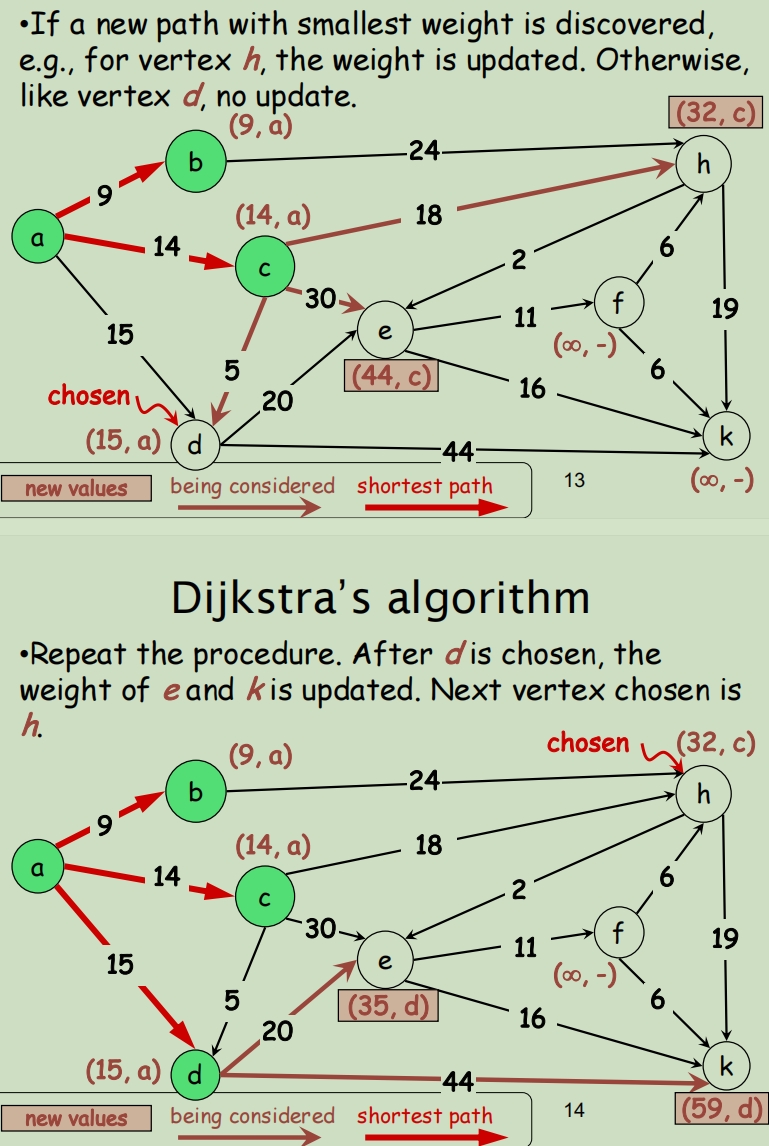 •If a new path with smallest weight is discovered,
e.g., for vertex h, the weight is updated. Otherwise,
like vertex d, no update.
(9, a)
(32, c)
b
24
h
9
(14, a)
18
a
14
c
2
6
30
f
15
e
11
19
(∞, -)
5
(44, c)
6
20
16
chosen
(15, a)
d
44
k
(∞, -)
new values
being considered
shortest path
13
Dijkstra's algorithm
•Repeat the procedure. After d is chosen, the
weight of e and k is updated. Next vertex chosen is
h.
chosen
(32, c)
(9, a)
b
24
h
9
(14, a)
18
a
14
c
2
6
30
f
15
e
11
19
(∞, -)
5
(35, d)
6
20
16
(15, a)
d
44
k
(59, d)
new values
being considered
shortest path
14